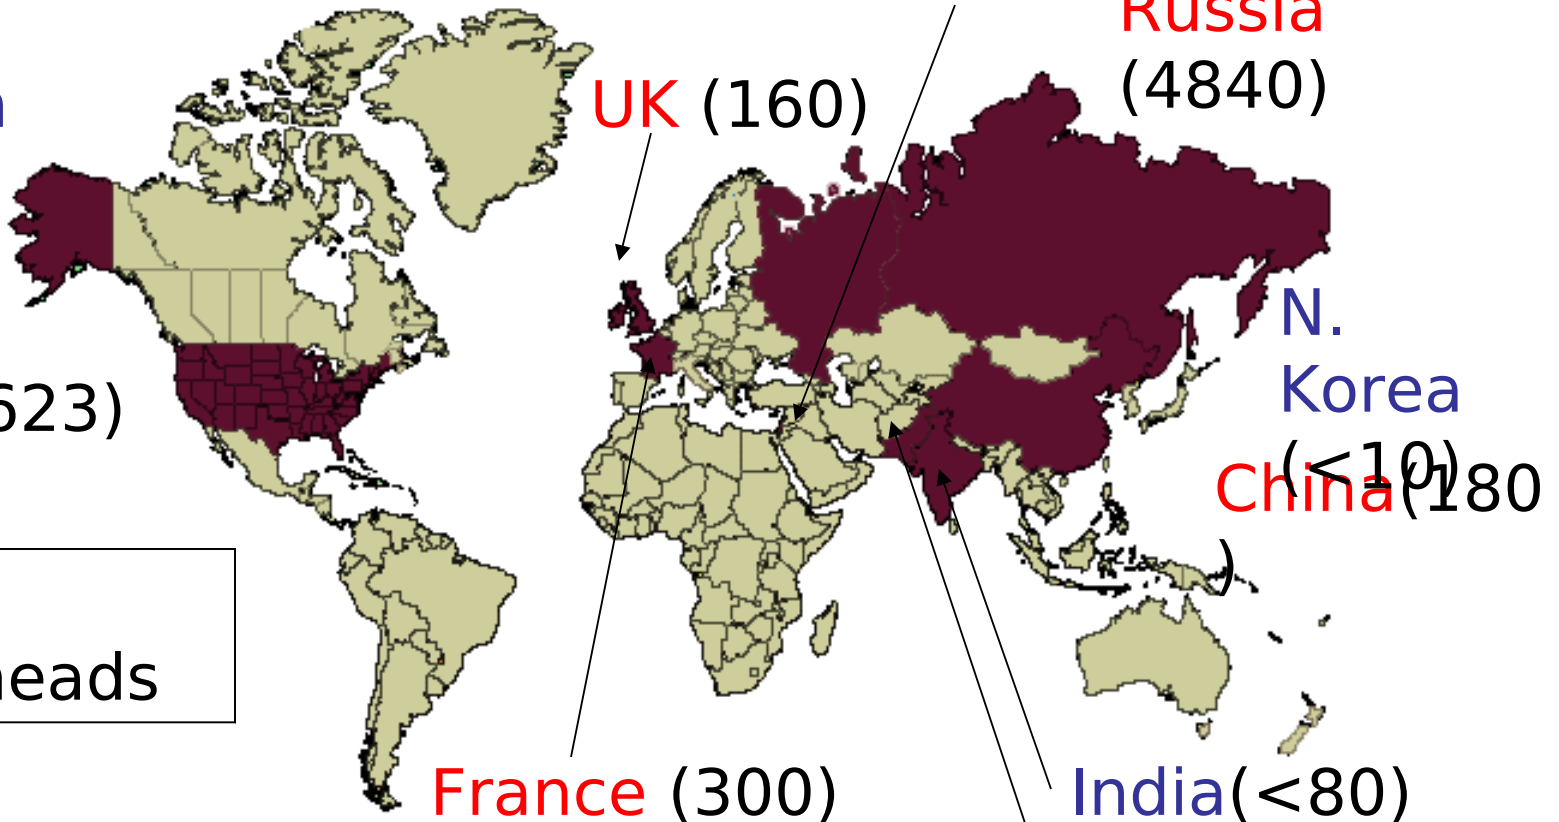 Russia
(4840)
UK (160)
N.
Korea
(<10)
623)
China(180
)
eads
France (300)
India(<80)